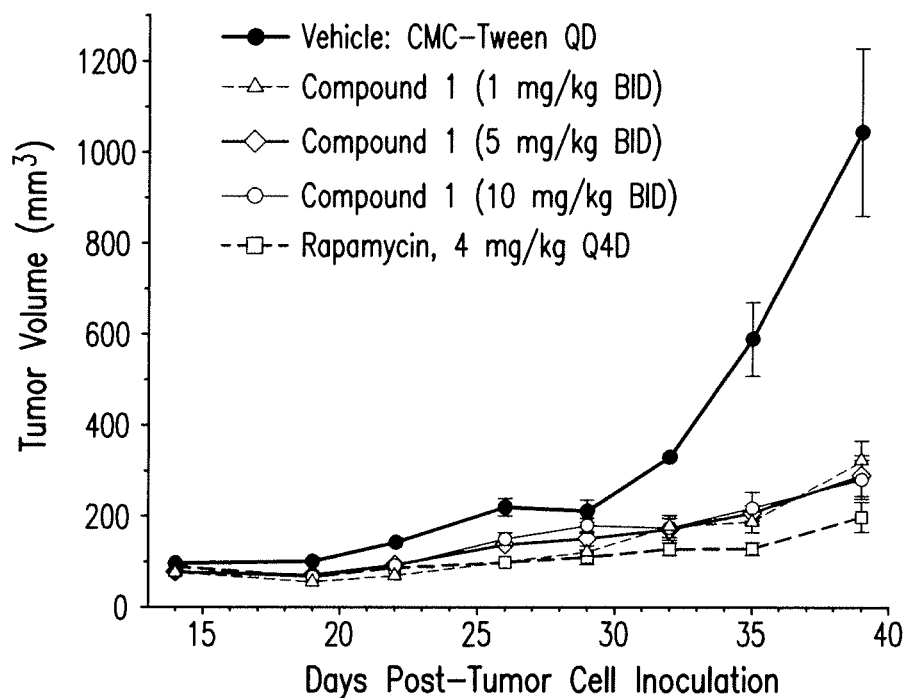 Vehicle: CMC-Tween QD
Compound 1 (1 mg/kg BID)
Compound 1 (5 mg/kg BID)
Compound 1 (10 mg/kg BID)
Rapamycin, 4 mg/kg Q4D
Tumor Volume (mm³)
1200
1000
800
600
400
200
0
15 20 25 30 35 40
Days Post-Tumor Cell Inoculation